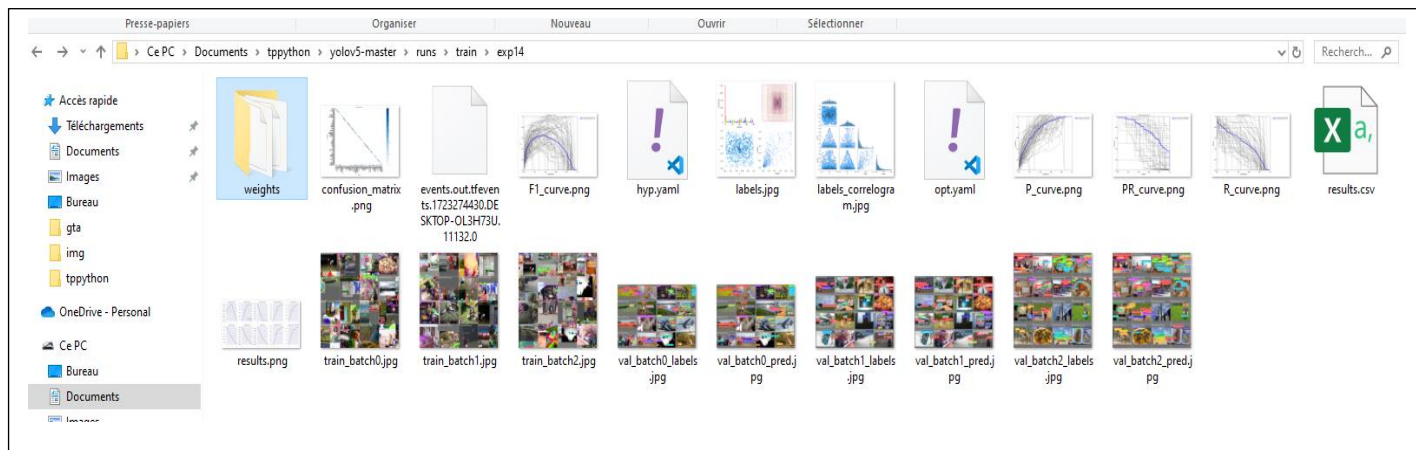 Presse-papiers
Organiser
Nouveau
Ouvrir
Sélectionner
Ce PC > Documents > tppython > yolov5-master > runs > train > exp14
Recherch...
Accès rapide
Téléchargements
Documents
Images
Bureau
gta
img
tppython
OneDrive - Personal
Ce PC
Bureau
Documents
Images
weights
confusion_matrix
.png
events.out.tfeven
ts.1723274430.DE
SKTOP-OL3H73U.
11132.0
F1_curve.png
hyp.yaml
labels.jpg
labels_correlogra
m.jpg
opt.yaml
P_curve.png
PR_curve.png
R_curve.png
X a,
results.csv
results.png
train_batch0.jpg
train_batch1.jpg
train_batch2.jpg
val_batch0_labels
.jpg
val_batch0_pred.j
pg
val_batch1_labels
.jpg
val_batch1_pred.j
pg
val_batch2_labels
.jpg
val_batch2_pred.j
pg